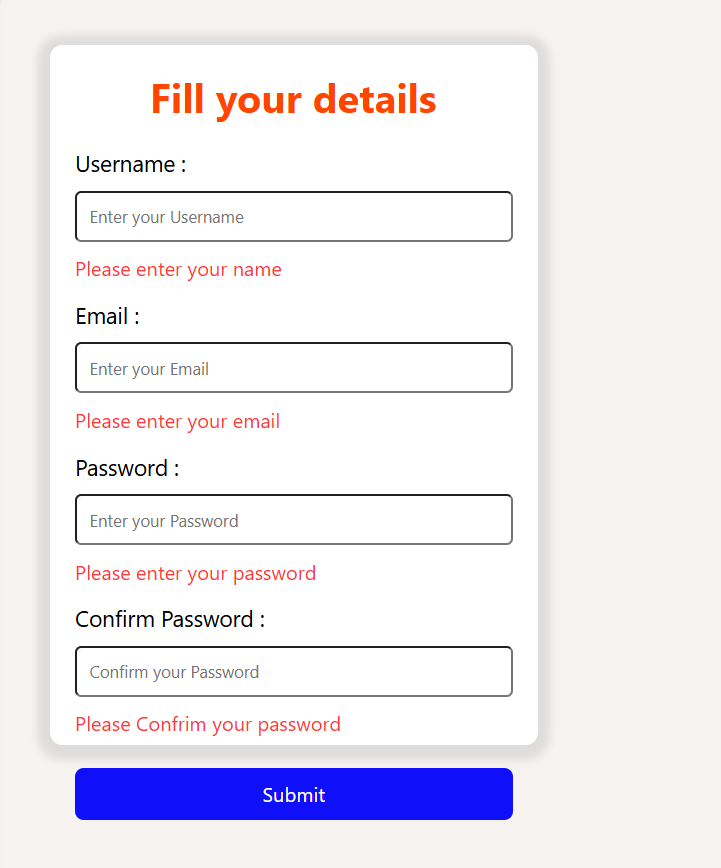 Fill your details
Username :
Enter your Username
Please enter your name
Email :
Enter your Email
Please enter your email
Password :
Enter your Password
Please enter your password
Confirm Password :
Confirm your Password
Please Confrim your password
Submit